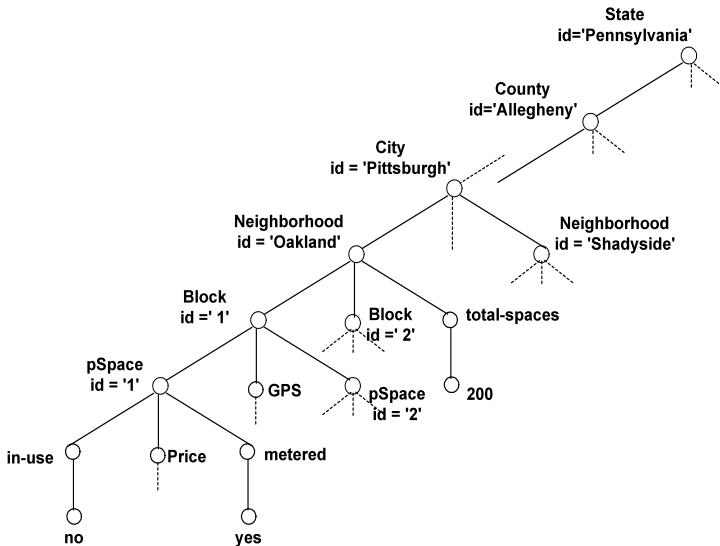 State
id='Pennsylvania'
County
id='Allegheny'
City
id = 'Pittsburgh'
Neighborhood
id = 'Oakland'
Neighborhood
id = 'Shadyside'
Block
id =' 1'
Block
id =' 2'
total-spaces
pSpace
id = '1'
GPS
pSpace
id = '2'
200
in-use
Price
metered
no
yes